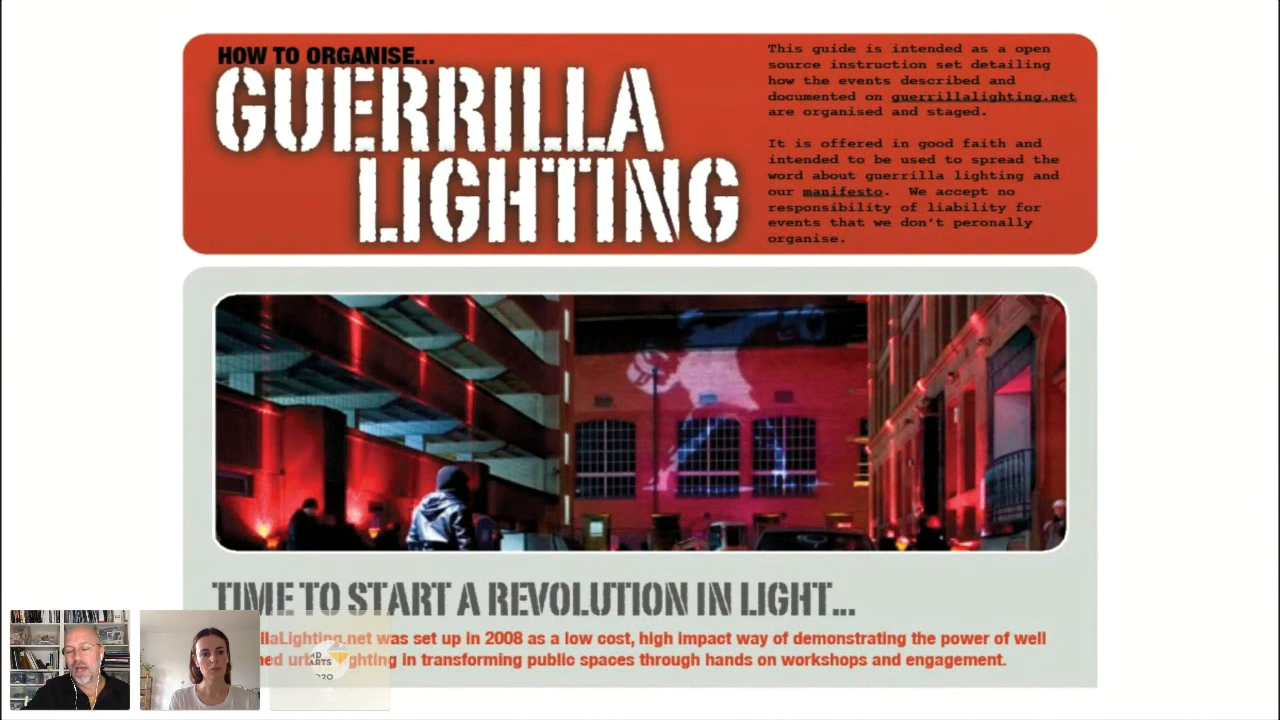 HOW TO ORGANISE...
GUERRILLA
LIGHTING
This guide is intended as a open
source instruction set detailing
how the events described and
documented on guerrillalighting.net
are organised and staged.
It is offered in good faith and
intended to be used to spread the
word about guerrilla lighting and
our manifesto. We accept no
responsibility of liability for
events that we don't peronally
organise.
TIME TO START A REVOLUTION IN LIGHT...
llaLighting.net was set up in 2008 as a low cost, high impact way of demonstrating the power of well
ghting in transforming public spaces through hands on workshops and engagement.
ARTS